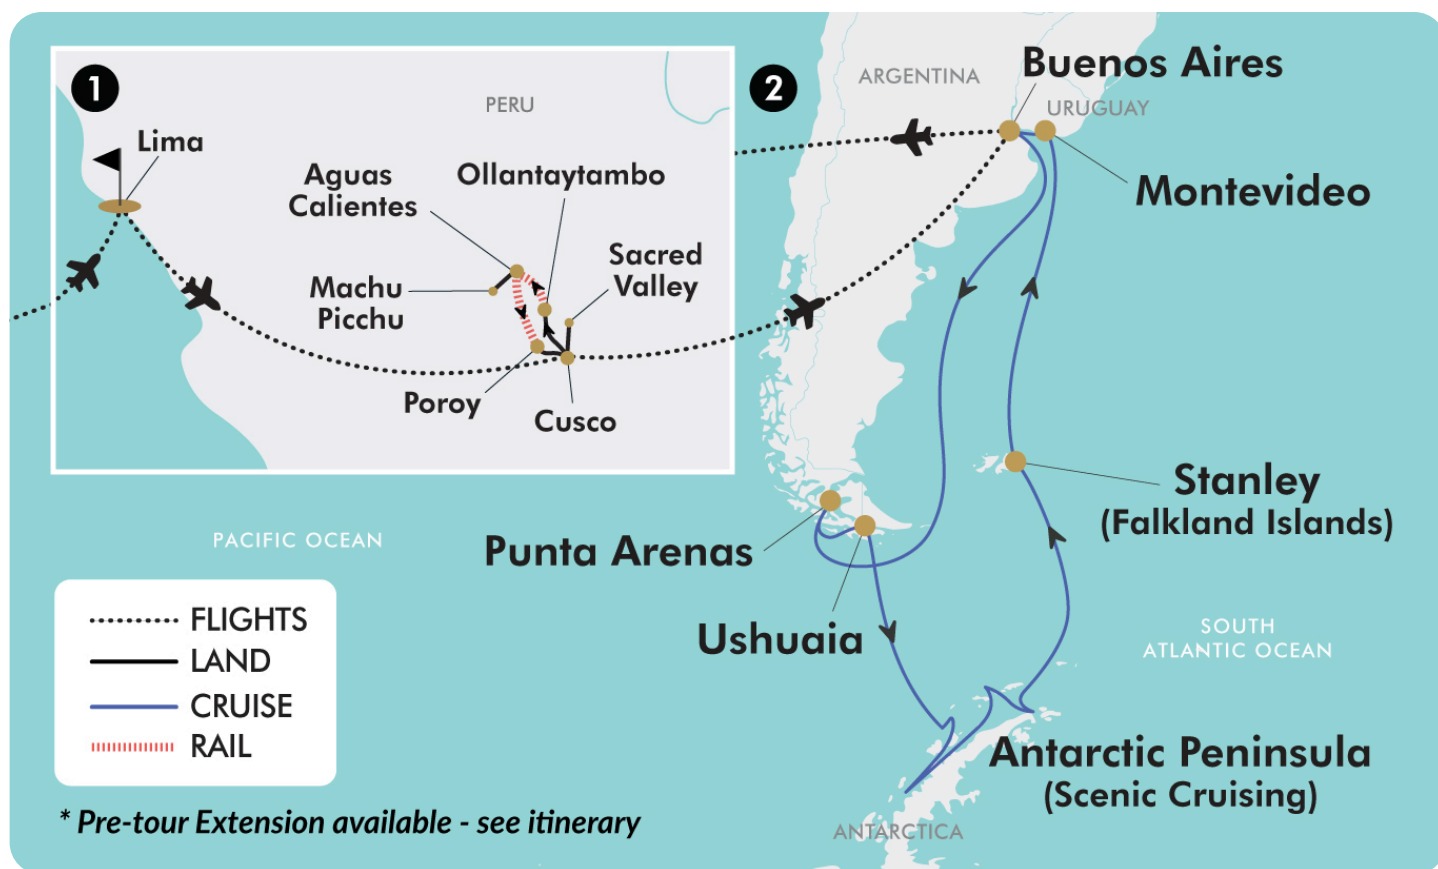 1
PERU
Lima
Aguas
Calientes
Ollantaytambo
Sacred
Valley
Machu
Picchu
Poroy
Cusco
2
ARGENTINA
Buenos Aires
URUGUAY
Montevideo
Stanley
(Falkland Islands)
Punta Arenas
Ushuaia
PACIFIC OCEAN
SOUTH
ATLANTIC OCEAN
Antarctic Peninsula
(Scenic Cruising)
ANTARCTICA
FLIGHTS
LAND
CRUISE
RAIL
* Pre-tour Extension available - see itinerary